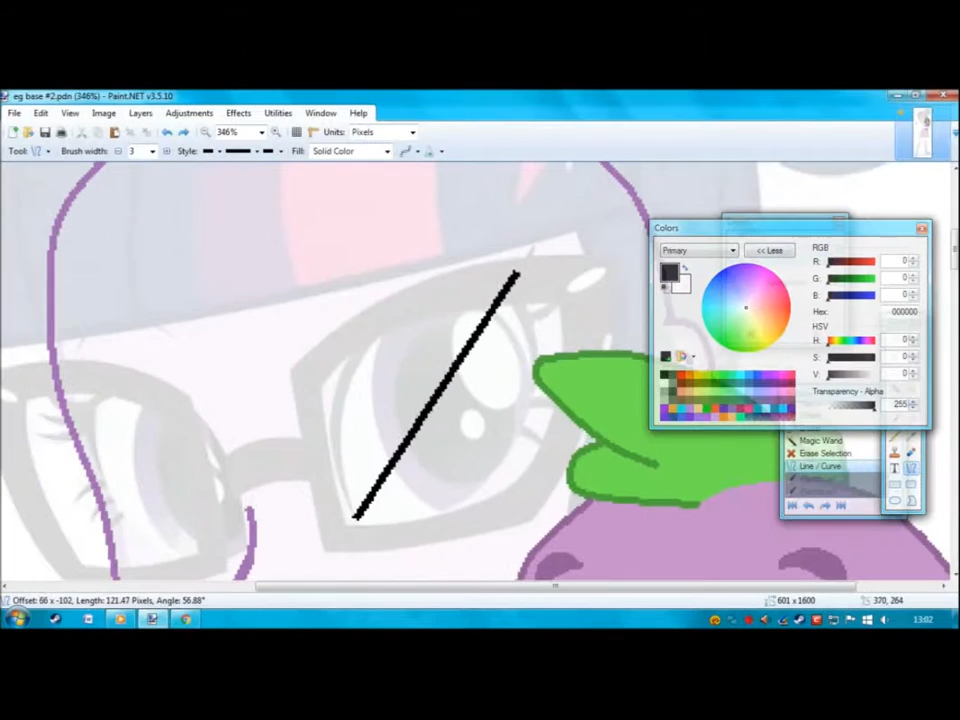 eg base #2.pdn (346%) - Paint.NET v3.5.10
File Edit View Image Layers Adjustments Effects Utilities Window Help
346% Units: Pixels
Tool: Brush width: 3 Style: Fill: Solid Color
Colors
Primary << Less RGB
R: 0
G: 0
B: 0
Hex: 000000
HSV
H: 0
S: 0
V: 0
Transparency - Alpha
255
Magic Wand
Erase Selection
Line / Curve
Offset: 66 x -102, Length: 121.47 Pixels, Angle: 56.88° 601 x 1600 370, 264
13:02